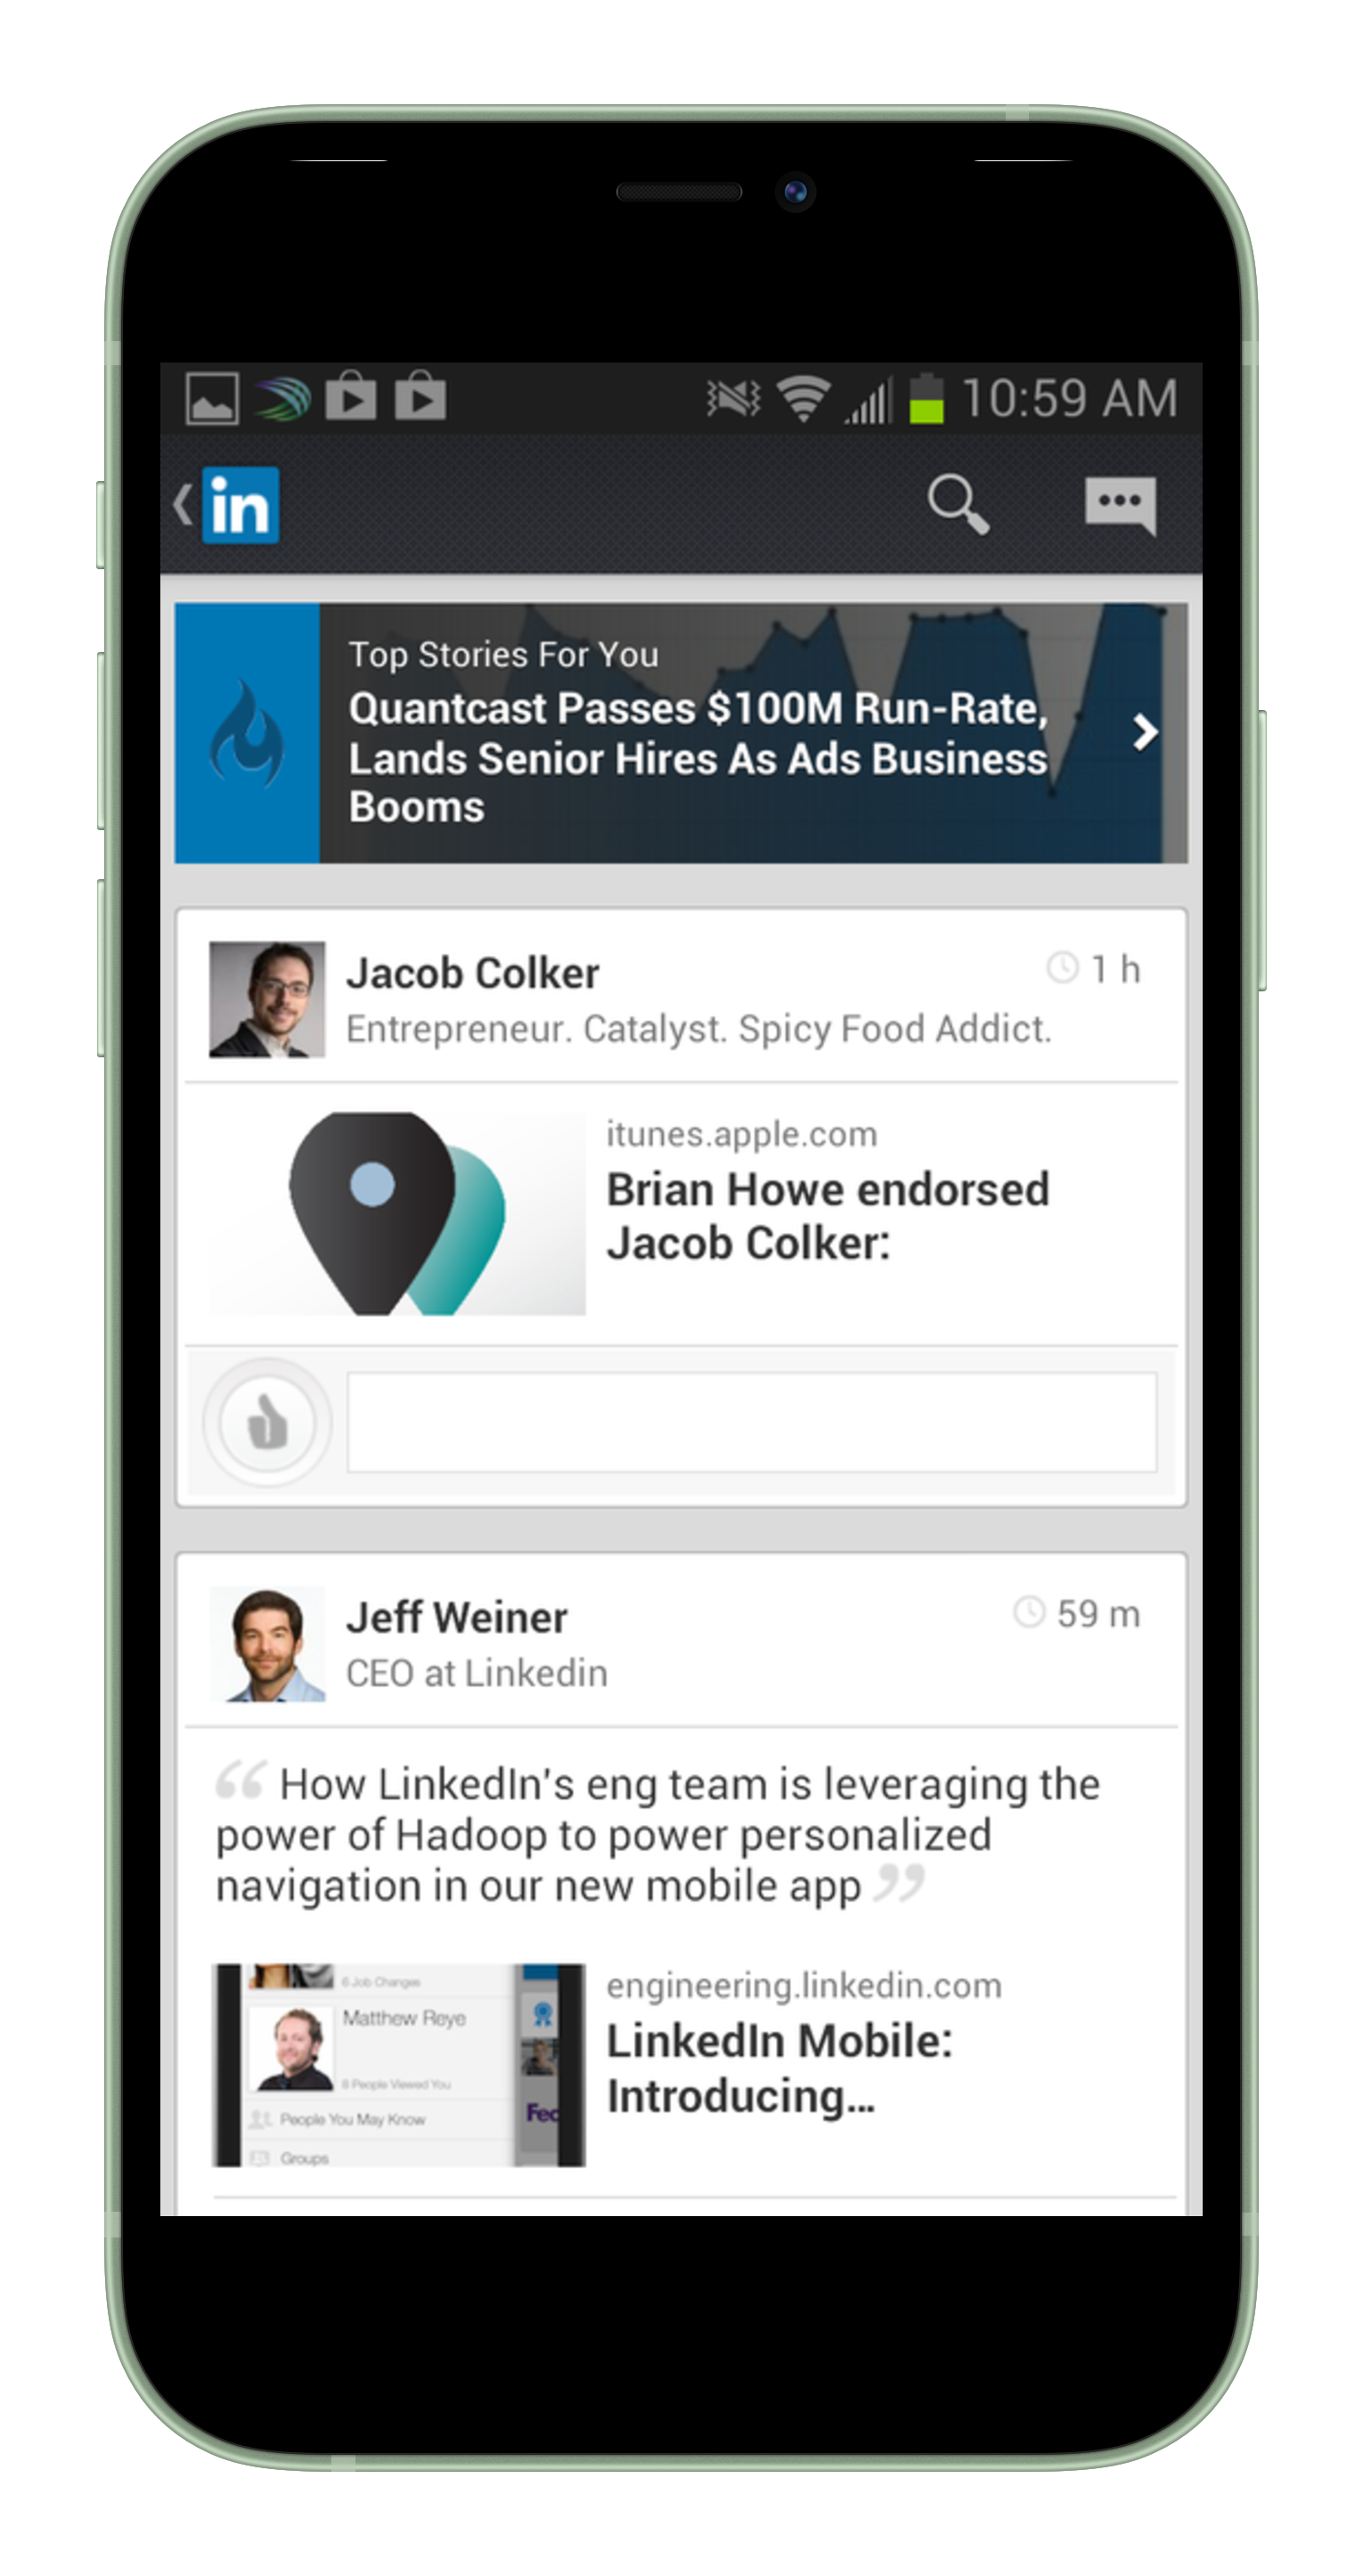 10:59 AM
in
Top Stories For You
Quantcast Passes $100M Run-Rate,
Lands Senior Hires As Ads Business
Booms
Jacob Colker
1 h
Entrepreneur. Catalyst. Spicy Food Addict.
itunes.apple.com
Brian Howe endorsed
Jacob Colker:
Jeff Weiner
59 m
CEO at Linkedin
“ How LinkedIn's eng team is leveraging the
power of Hadoop to power personalized
navigation in our new mobile app ”
6 Job Changes
Matthew Reye
8 People Viewed You
People You May Know
Groups
Fec
engineering.linkedin.com
LinkedIn Mobile:
Introducing...